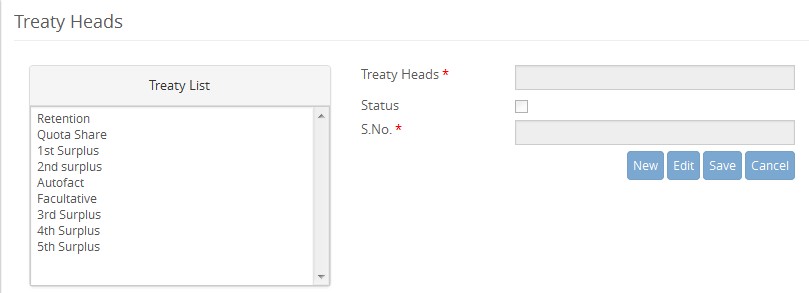 Treaty Heads
Treaty List
Retention
Quota Share
1st Surplus
2nd surplus
Autofact
Facultative
3rd Surplus
4th Surplus
5th Surplus
Treaty Heads *
Status
S.No. *
New Edit Save Cancel